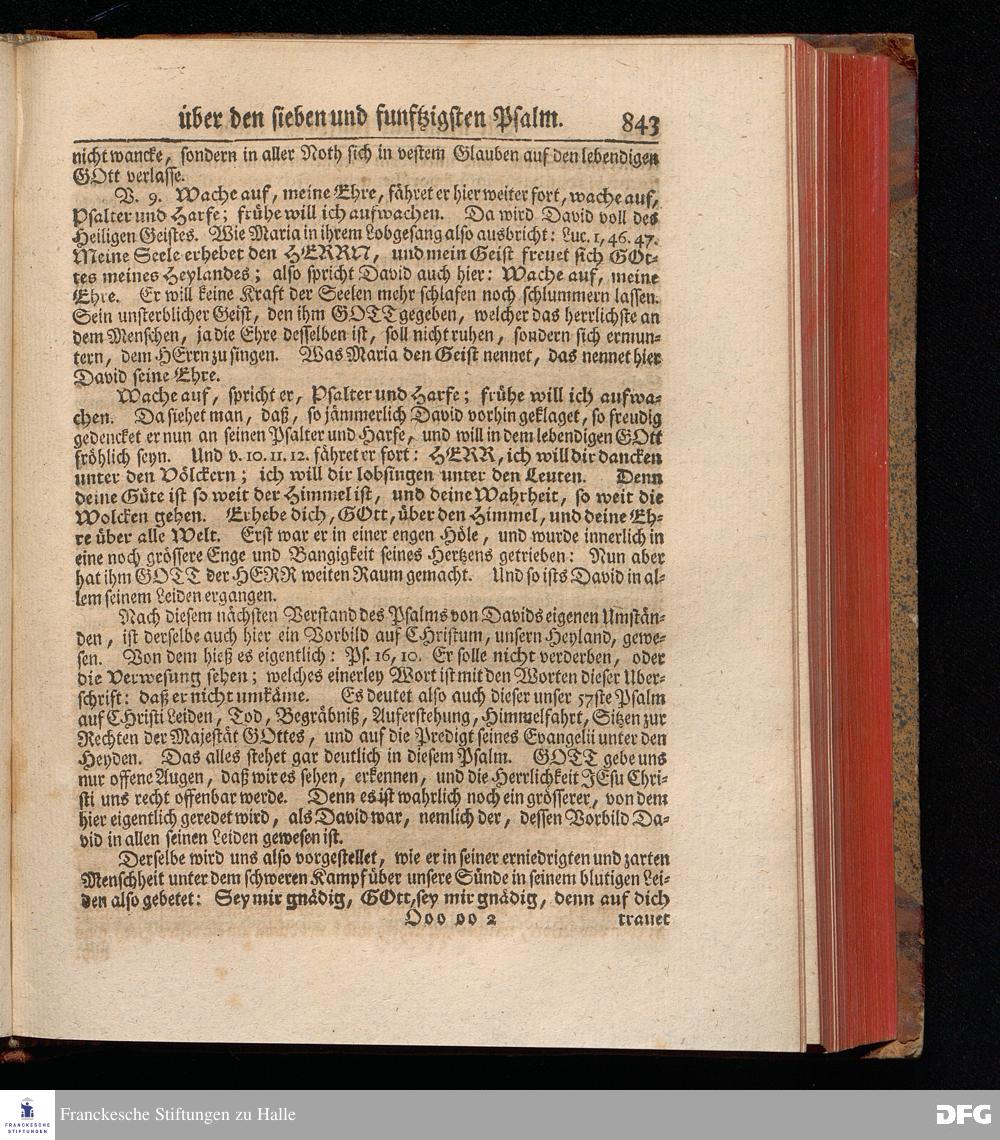 über den sieben und funftzigsten Psalm. 843
nicht wancke, sondern in aller Noth sich in vestem Glauben auf den lebendigen
GOtt verlasse.
V. 9. Wache auf, meine Ehre, fähret er hier weiter fort, wache auf,
Psalter und Harfe; frühe will ich aufwachen. Da wird David voll des
Heiligen Geistes. Wie Maria in ihrem Lobgesang also ausbricht: Luc. 1, 46. 47.
Meine Seele erhebet den HERRN, und mein Geist freuet sich GOt-
tes meines Heylandes; also spricht David auch hier: Wache auf, meine
Ehre. Er will keine Kraft der Seelen mehr schlafen noch schlummern lassen.
Sein unsterblicher Geist, den ihm GOTT gegeben, welcher das herrlichste an
dem Menschen, ja die Ehre desselben ist, soll nicht ruhen, sondern sich ermun-
tern, dem HErrn zu singen. Was Maria den Geist nennet, das nennet hier
David seine Ehre.
Wache auf, spricht er, Psalter und Harfe; frühe will ich aufwa-
chen. Da siehet man, daß, so jämmerlich David vorhin geklaget, so freudig
gedencket er nun an seinen Psalter und Harfe, und will in dem lebendigen GOtt
fröhlich seyn. Und v. 10. 11. 12. fähret er fort: HERR, ich will dir dancken
unter den Völckern; ich will dir lobsingen unter den Leuten. Denn
deine Güte ist so weit der Himmel ist, und deine Wahrheit, so weit die
Wolcken gehen. Erhebe dich, GOtt, über den Himmel, und deine Eh-
re über alle Welt. Erst war er in einer engen Höle, und wurde innerlich in
eine noch grössere Enge und Bangigkeit seines Hertzens getrieben: Nun aber
hat ihm GOTT der HERR weiten Raum gemacht. Und so ists David in al-
lem seinem Leiden ergangen.
Nach diesem nächsten Verstand des Psalms von Davids eigenen Umstän-
den, ist derselbe auch hier ein Vorbild auf CHristum, unsern Heyland, gewe-
sen. Von dem hieß es eigentlich: Ps. 16, 10. Er solle nicht verderben, oder
die Verwesung sehen; welches einerley Wort ist mit den Worten dieser Uber-
schrift: daß er nicht umkäme. Es deutet also auch dieser unser 57ste Psalm
auf CHristi Leiden, Tod, Begräbniß, Auferstehung, Himmelfahrt, Sitzen zur
Rechten der Majestät GOttes, und auf die Predigt seines Evangelii unter den
Heyden. Das alles stehet gar deutlich in diesem Psalm. GOTT gebe uns
nur offene Augen, daß wir es sehen, erkennen, und die Herrlichkeit JEsu Chri-
sti uns recht offenbar werde. Denn es ist wahrlich noch ein grösserer, von dem
hier eigentlich geredet wird, als David war, nemlich der, dessen Vorbild Da-
vid in allen seinen Leiden gewesen ist.
Derselbe wird uns also vorgestellet, wie er in seiner erniedrigten und zarten
Menschheit unter dem schweren Kampf über unsere Sünde in seinem blutigen Lei-
den also gebetet: Sey mir gnädig, GOtt, sey mir gnädig, denn auf dich
Ooo oo 2 trauet
FRANCKESCHE
STIFTUNGEN
Franckesche Stiftungen zu Halle
DFG